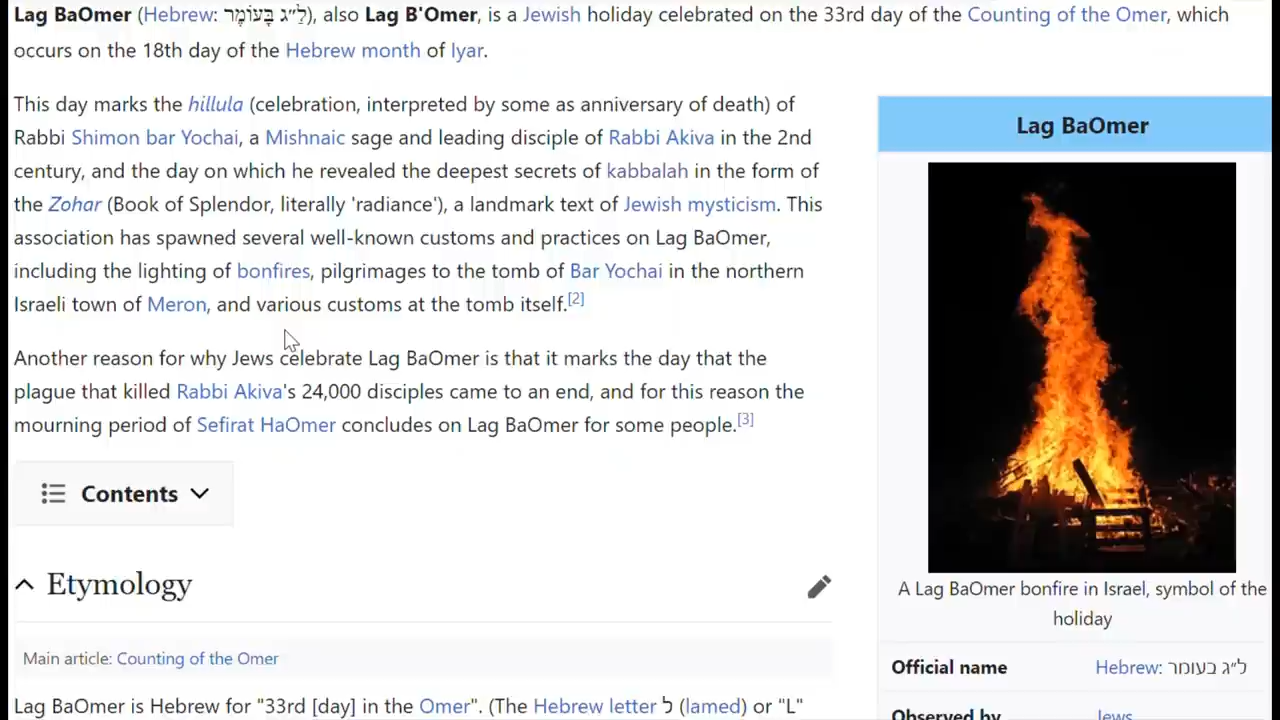 Lag BaOmer (Hebrew: לַ״ג בָּעוֹמֶר), also Lag B'Omer, is a Jewish holiday celebrated on the 33rd day of the Counting of the Omer, which
occurs on the 18th day of the Hebrew month of Iyar.
This day marks the hillula (celebration, interpreted by some as anniversary of death) of
Rabbi Shimon bar Yochai, a Mishnaic sage and leading disciple of Rabbi Akiva in the 2nd
century, and the day on which he revealed the deepest secrets of kabbalah in the form of
the Zohar (Book of Splendor, literally 'radiance'), a landmark text of Jewish mysticism. This
association has spawned several well-known customs and practices on Lag BaOmer,
including the lighting of bonfires, pilgrimages to the tomb of Bar Yochai in the northern
Israeli town of Meron, and various customs at the tomb itself.[2]
Another reason for why Jews celebrate Lag BaOmer is that it marks the day that the
plague that killed Rabbi Akiva's 24,000 disciples came to an end, and for this reason the
mourning period of Sefirat HaOmer concludes on Lag BaOmer for some people.[3]
Contents
Etymology
Main article: Counting of the Omer
Lag BaOmer is Hebrew for "33rd [day] in the Omer". (The Hebrew letter ל (lamed) or "L"
Lag BaOmer
A Lag BaOmer bonfire in Israel, symbol of the
holiday
Official name Hebrew: ל״ג בעומר
Observed by Jews